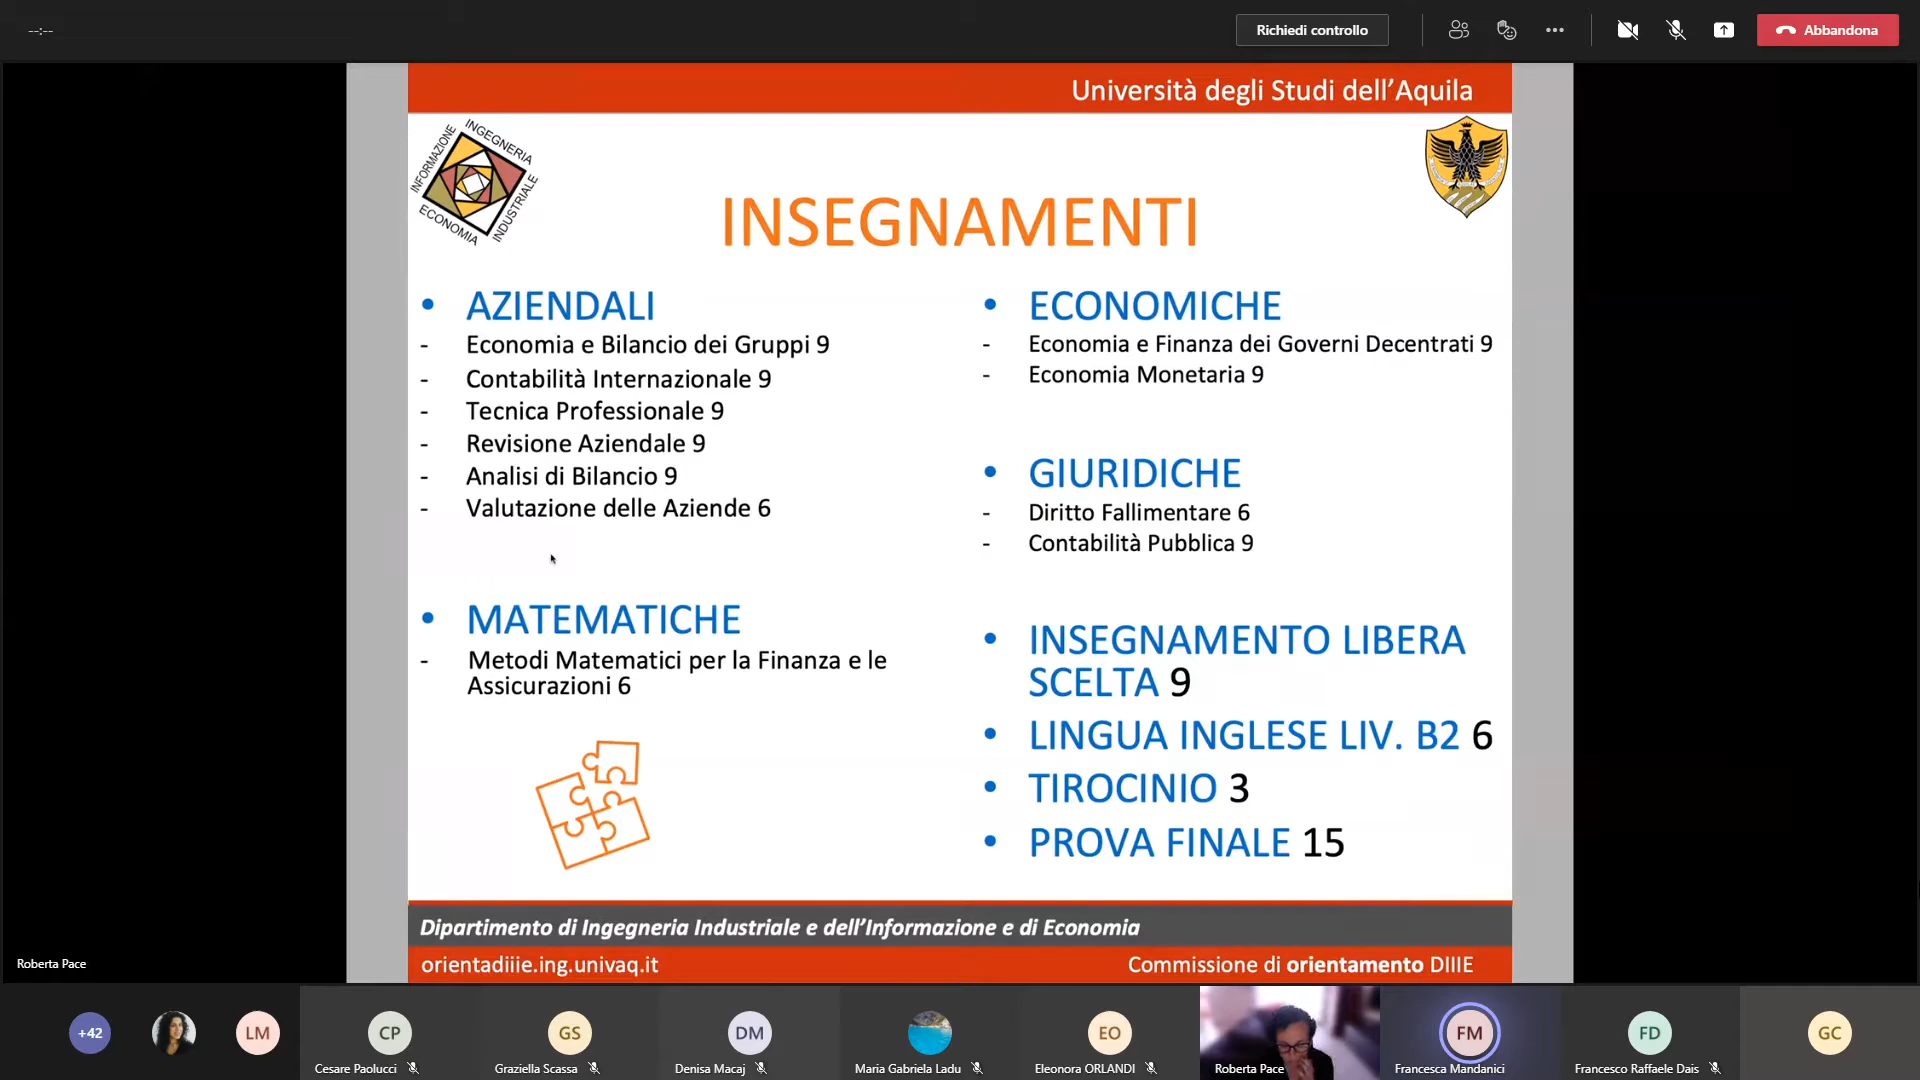 --:--
Richiedi controllo
Abbandona
Università degli Studi dell'Aquila
INFORMAZIONE
INGEGNERIA
INDUSTRIALE
ECONOMIA
INSEGNAMENTI
• AZIENDALI
- Economia e Bilancio dei Gruppi 9
- Contabilità Internazionale 9
- Tecnica Professionale 9
- Revisione Aziendale 9
- Analisi di Bilancio 9
- Valutazione delle Aziende 6
• MATEMATICHE
- Metodi Matematici per la Finanza e le
Assicurazioni 6
• ECONOMICHE
- Economia e Finanza dei Governi Decentrati 9
- Economia Monetaria 9
• GIURIDICHE
- Diritto Fallimentare 6
- Contabilità Pubblica 9
• INSEGNAMENTO LIBERA
SCELTA 9
• LINGUA INGLESE LIV. B2 6
• TIROCINIO 3
• PROVA FINALE 15
Dipartimento di Ingegneria Industriale e dell'Informazione e di Economia
orientadiiie.ing.univaq.it
Commissione di orientamento DIIIE
Roberta Pace
+42
LM
CP
Cesare Paolucci
GS
Graziella Scassa
DM
Denisa Macaj
Maria Gabriela Ladu
EO
Eleonora ORLANDI
Roberta Pace
FM
Francesca Mandanici
FD
Francesco Raffaele Dais
GC